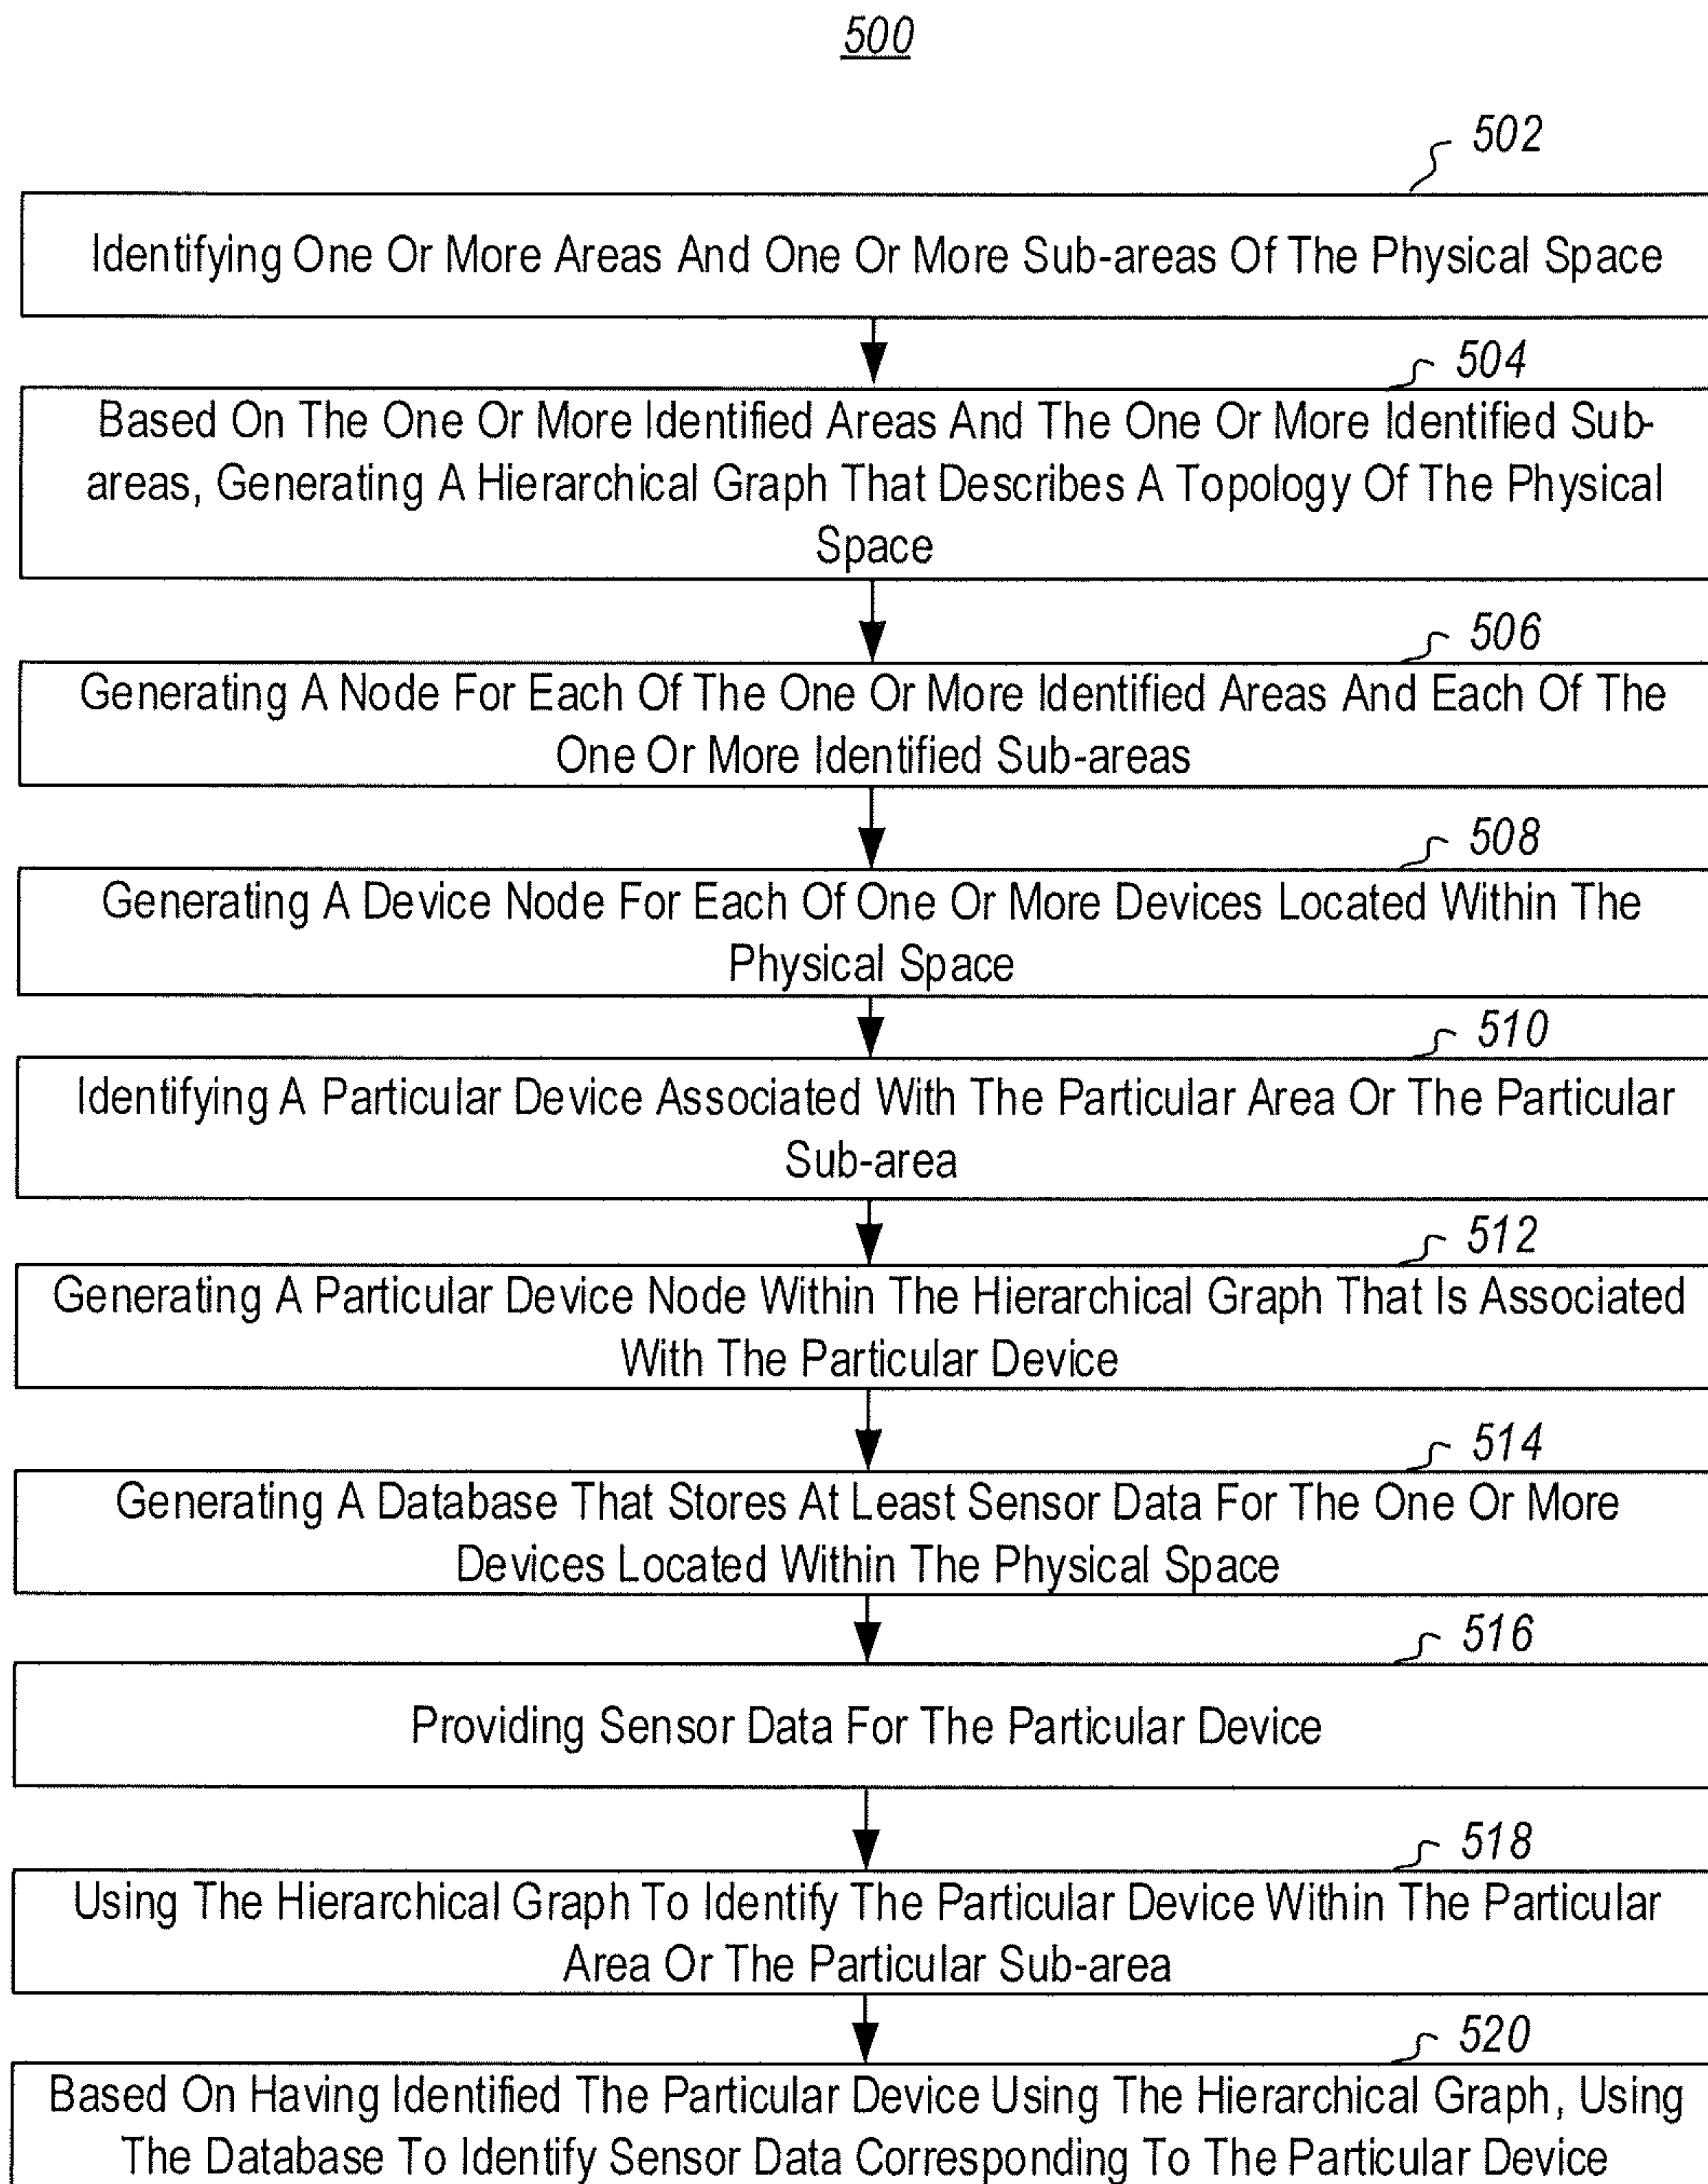 500
502
Identifying One Or More Areas And One Or More Sub-areas Of The Physical Space
504
Based On The One Or More Identified Areas And The One Or More Identified Sub-
areas, Generating A Hierarchical Graph That Describes A Topology Of The Physical
Space
506
Generating A Node For Each Of The One Or More Identified Areas And Each Of The
One Or More Identified Sub-areas
508
Generating A Device Node For Each Of One Or More Devices Located Within The
Physical Space
510
Identifying A Particular Device Associated With The Particular Area Or The Particular
Sub-area
512
Generating A Particular Device Node Within The Hierarchical Graph That Is Associated
With The Particular Device
514
Generating A Database That Stores At Least Sensor Data For The One Or More
Devices Located Within The Physical Space
516
Providing Sensor Data For The Particular Device
518
Using The Hierarchical Graph To Identify The Particular Device Within The Particular
Area Or The Particular Sub-area
520
Based On Having Identified The Particular Device Using The Hierarchical Graph, Using
The Database To Identify Sensor Data Corresponding To The Particular Device